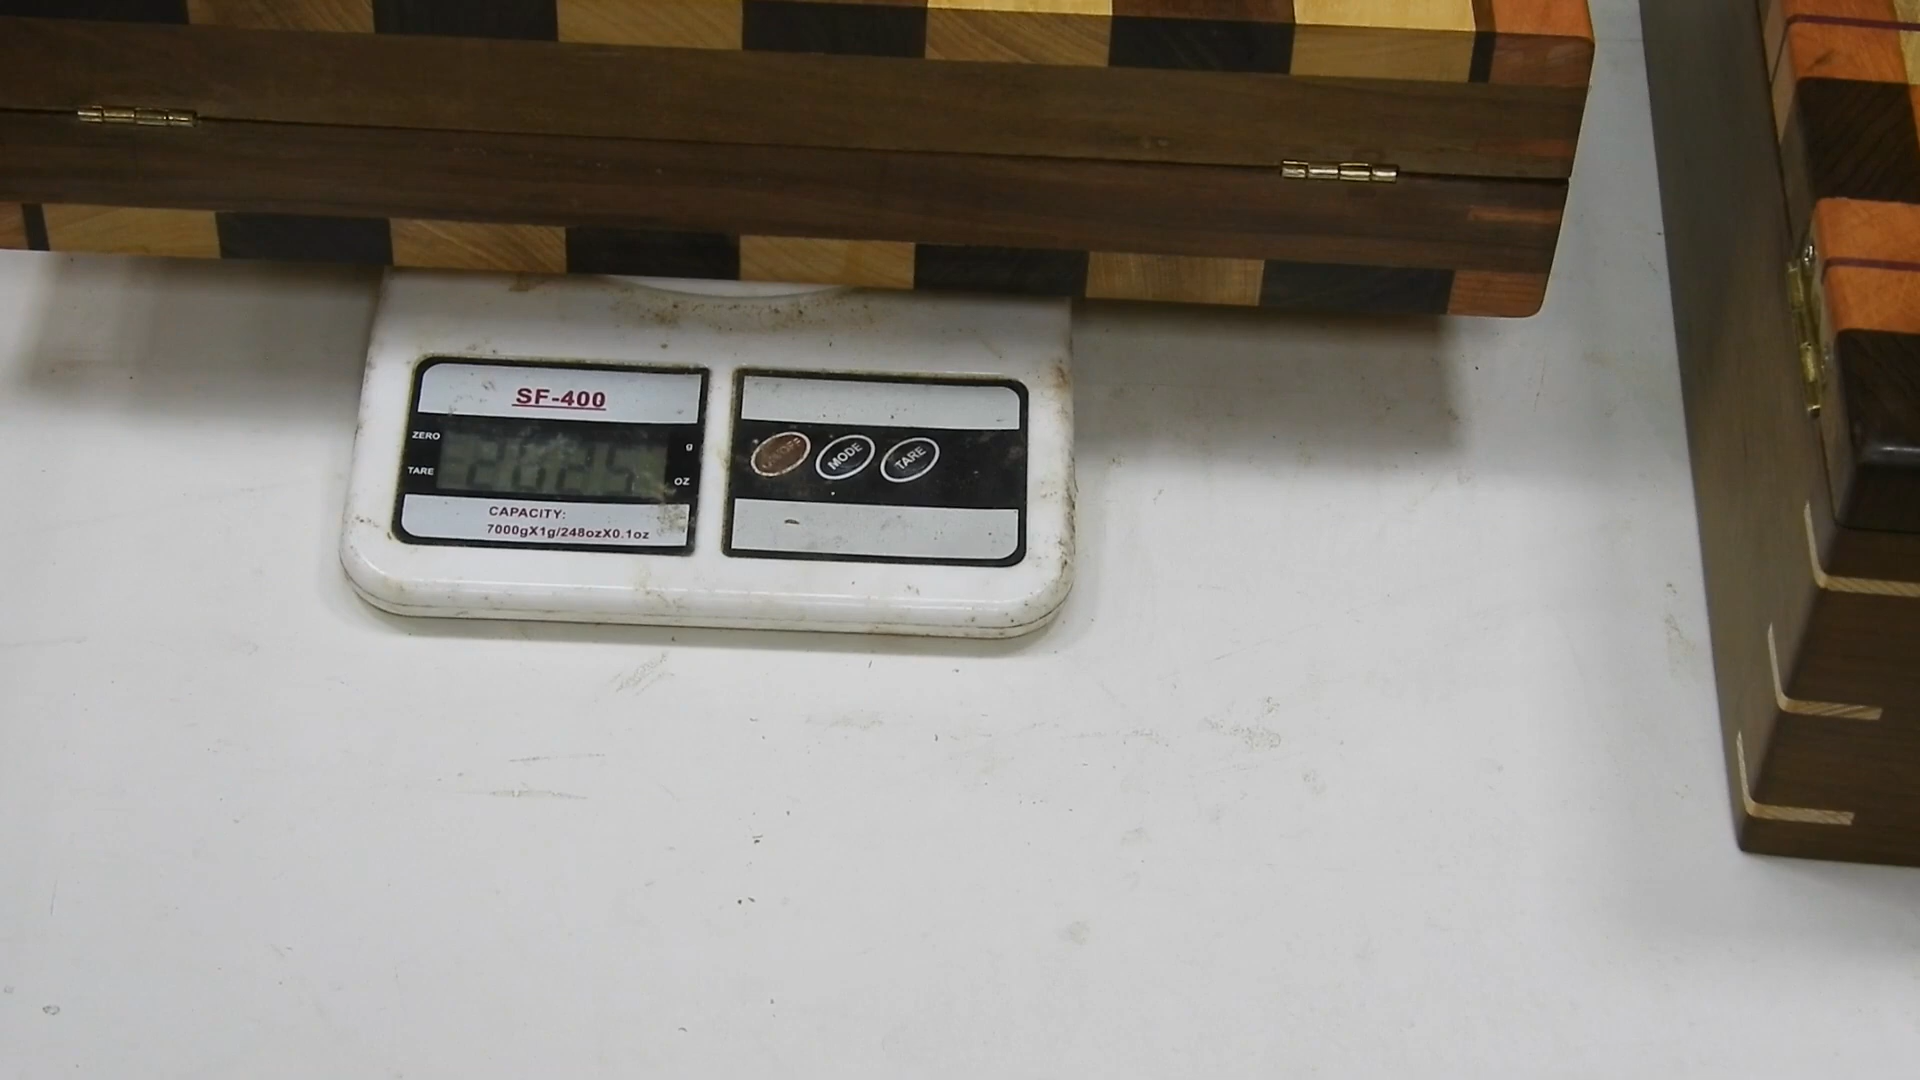 SF-400
ZERO
g
TARE
OZ
CAPACITY:
7000gX1g/248ozX0.1oz
MODE
TARE